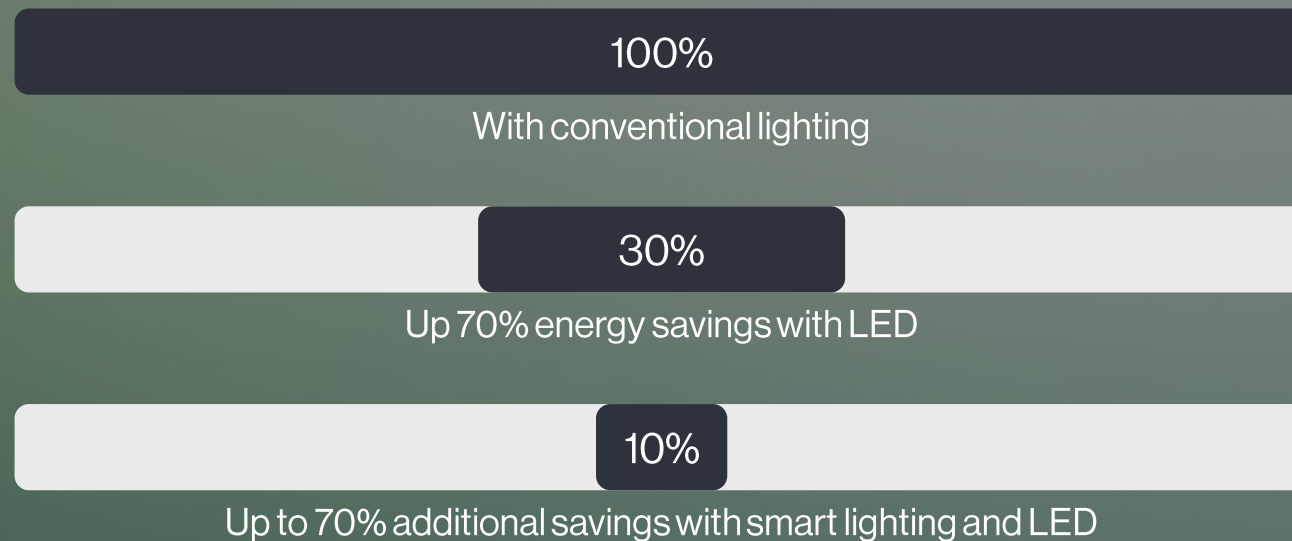 100%
With conventional lighting
30%
Up 70% energy savings with LED
10%
Up to 70% additional savings with smart lighting and LED